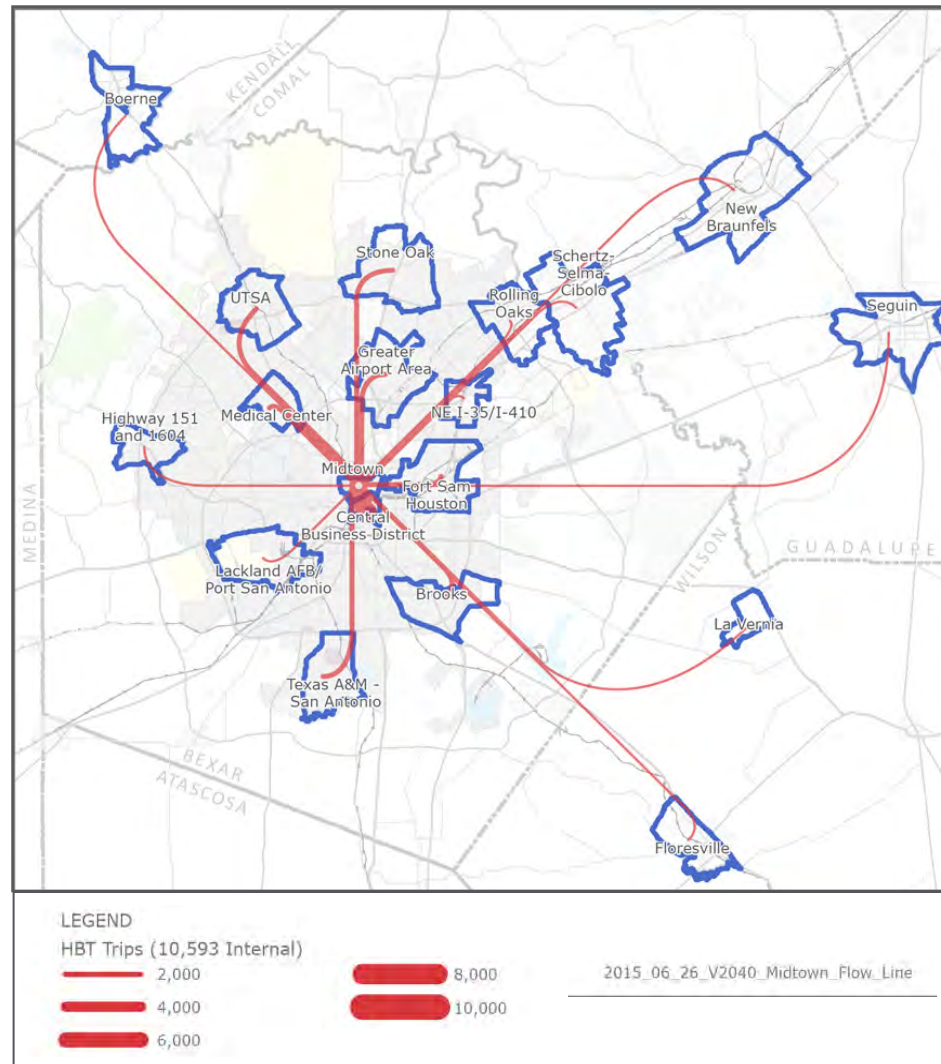 Boerne
KENDALL
COMAL
New
Braunfels
Stone Oak
Schertz-
Selma-
Cibolo
UTSA
Rolling
Oaks
Seguin
Greater
Airport Area
Medical Center
NE I-35/I-410
Highway 151
and 1604
Midtown
Fort Sam
Houston
Central
Business District
MEDINA
GUADALUPE
WILSON
Lackland AFB/
Port San Antonio
Brooks
La Vernia
Texas A&M -
San Antonio
BEXAR
ATASCOSA
Floresville
LEGEND
HBT Trips (10,593 Internal)
2,000
4,000
6,000
8,000
10,000
2015_06_26_V2040_Midtown_Flow_Line